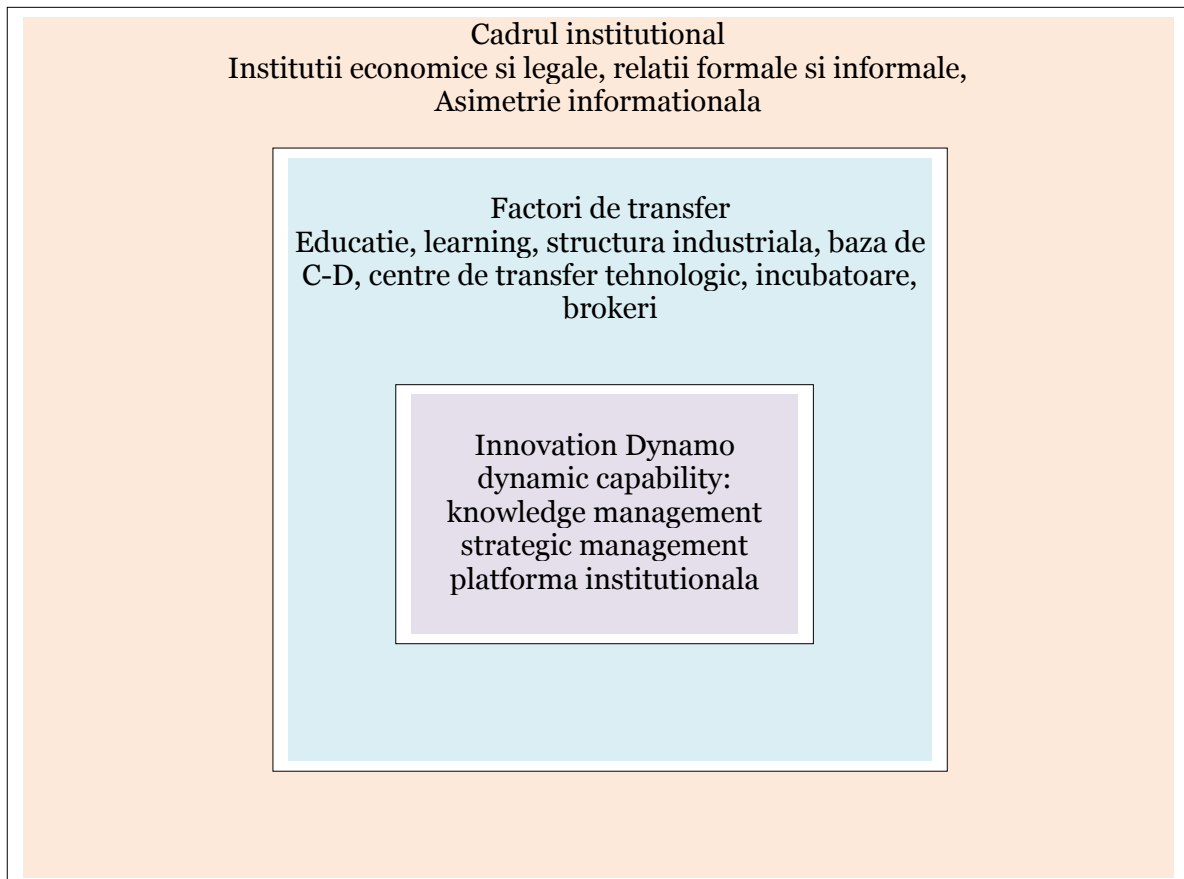 Cadrul institutional
Institutii economice si legale, relatii formale si informale,
Asimetrie informationala
Factori de transfer
Educatie, learning, structura industriala, baza de
C-D, centre de transfer tehnologic, incubatoare,
brokeri
Innovation Dynamo
dynamic capability:
knowledge management
strategic management
platforma institutionala